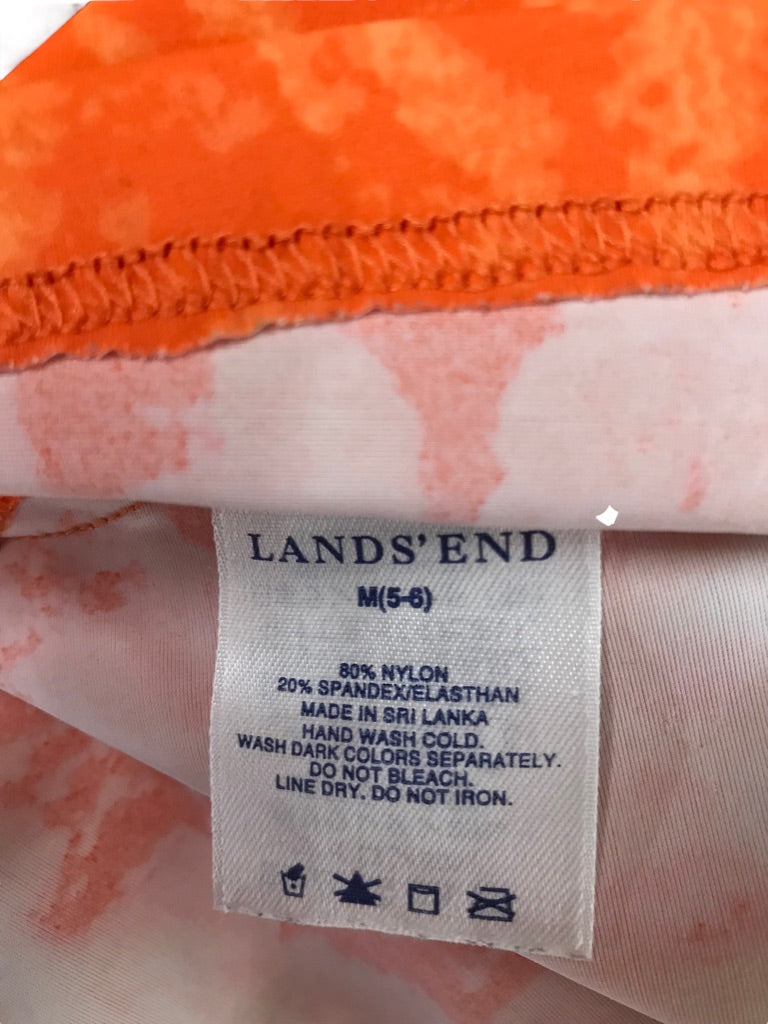 LANDS' END
M(5-6)
80% NYLON
20% SPANDEX/ELASTHAN
MADE IN SRI LANKA
HAND WASH COLD.
WASH DARK COLORS SEPARATELY.
DO NOT BLEACH.
LINE DRY. DO NOT IRON.